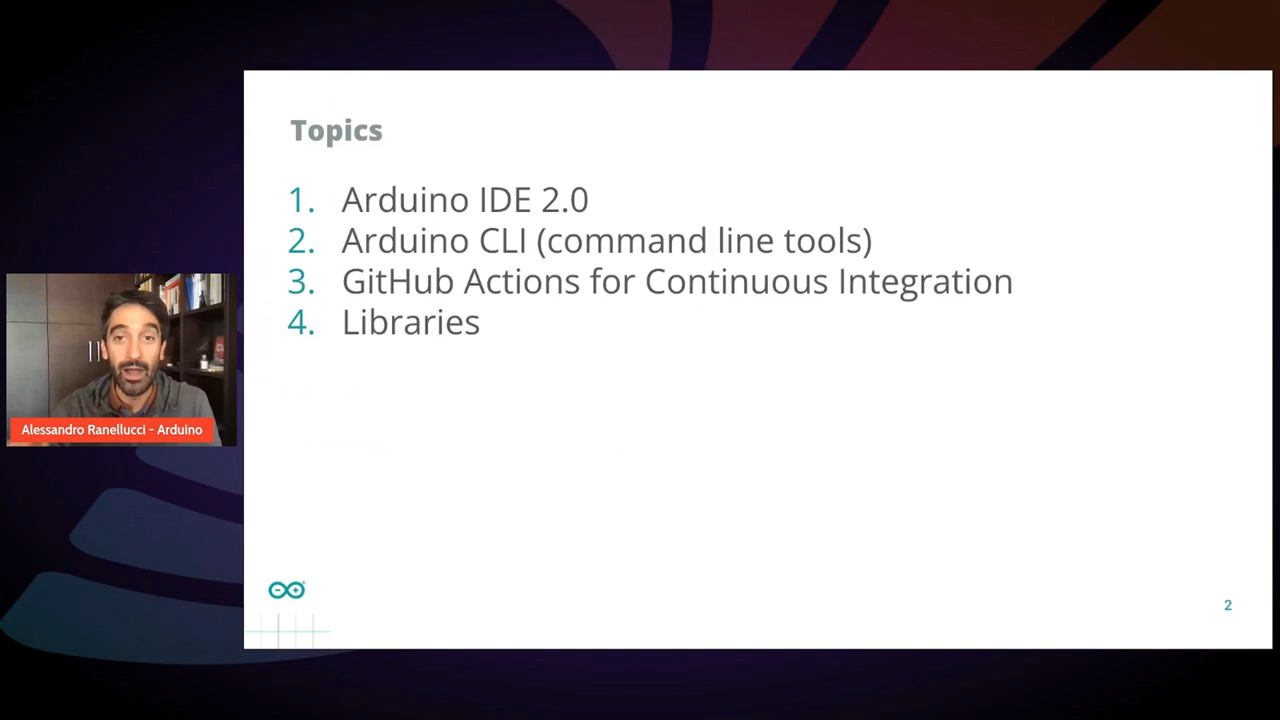 Topics
1. Arduino IDE 2.0
2. Arduino CLI (command line tools)
3. GitHub Actions for Continuous Integration
4. Libraries
Alessandro Ranellucci - Arduino
2